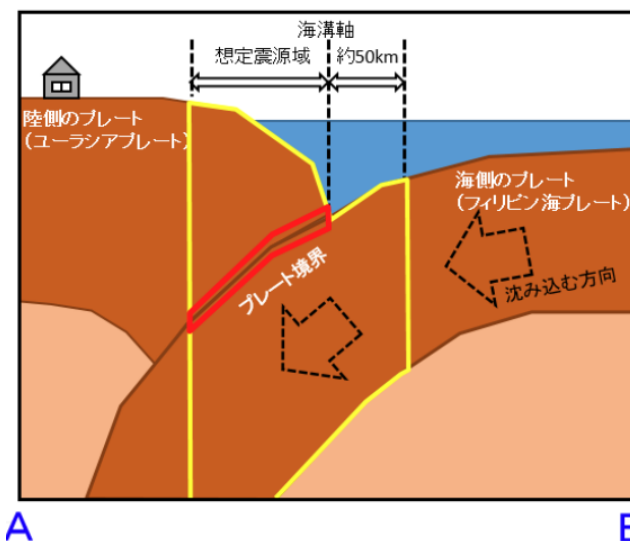 海溝軸
想定震源域
約50km
陸側のプレート
(ユーラシアプレート)
海側のプレート
(フィリピン海プレート)
プレート境界
沈み込む方向
A